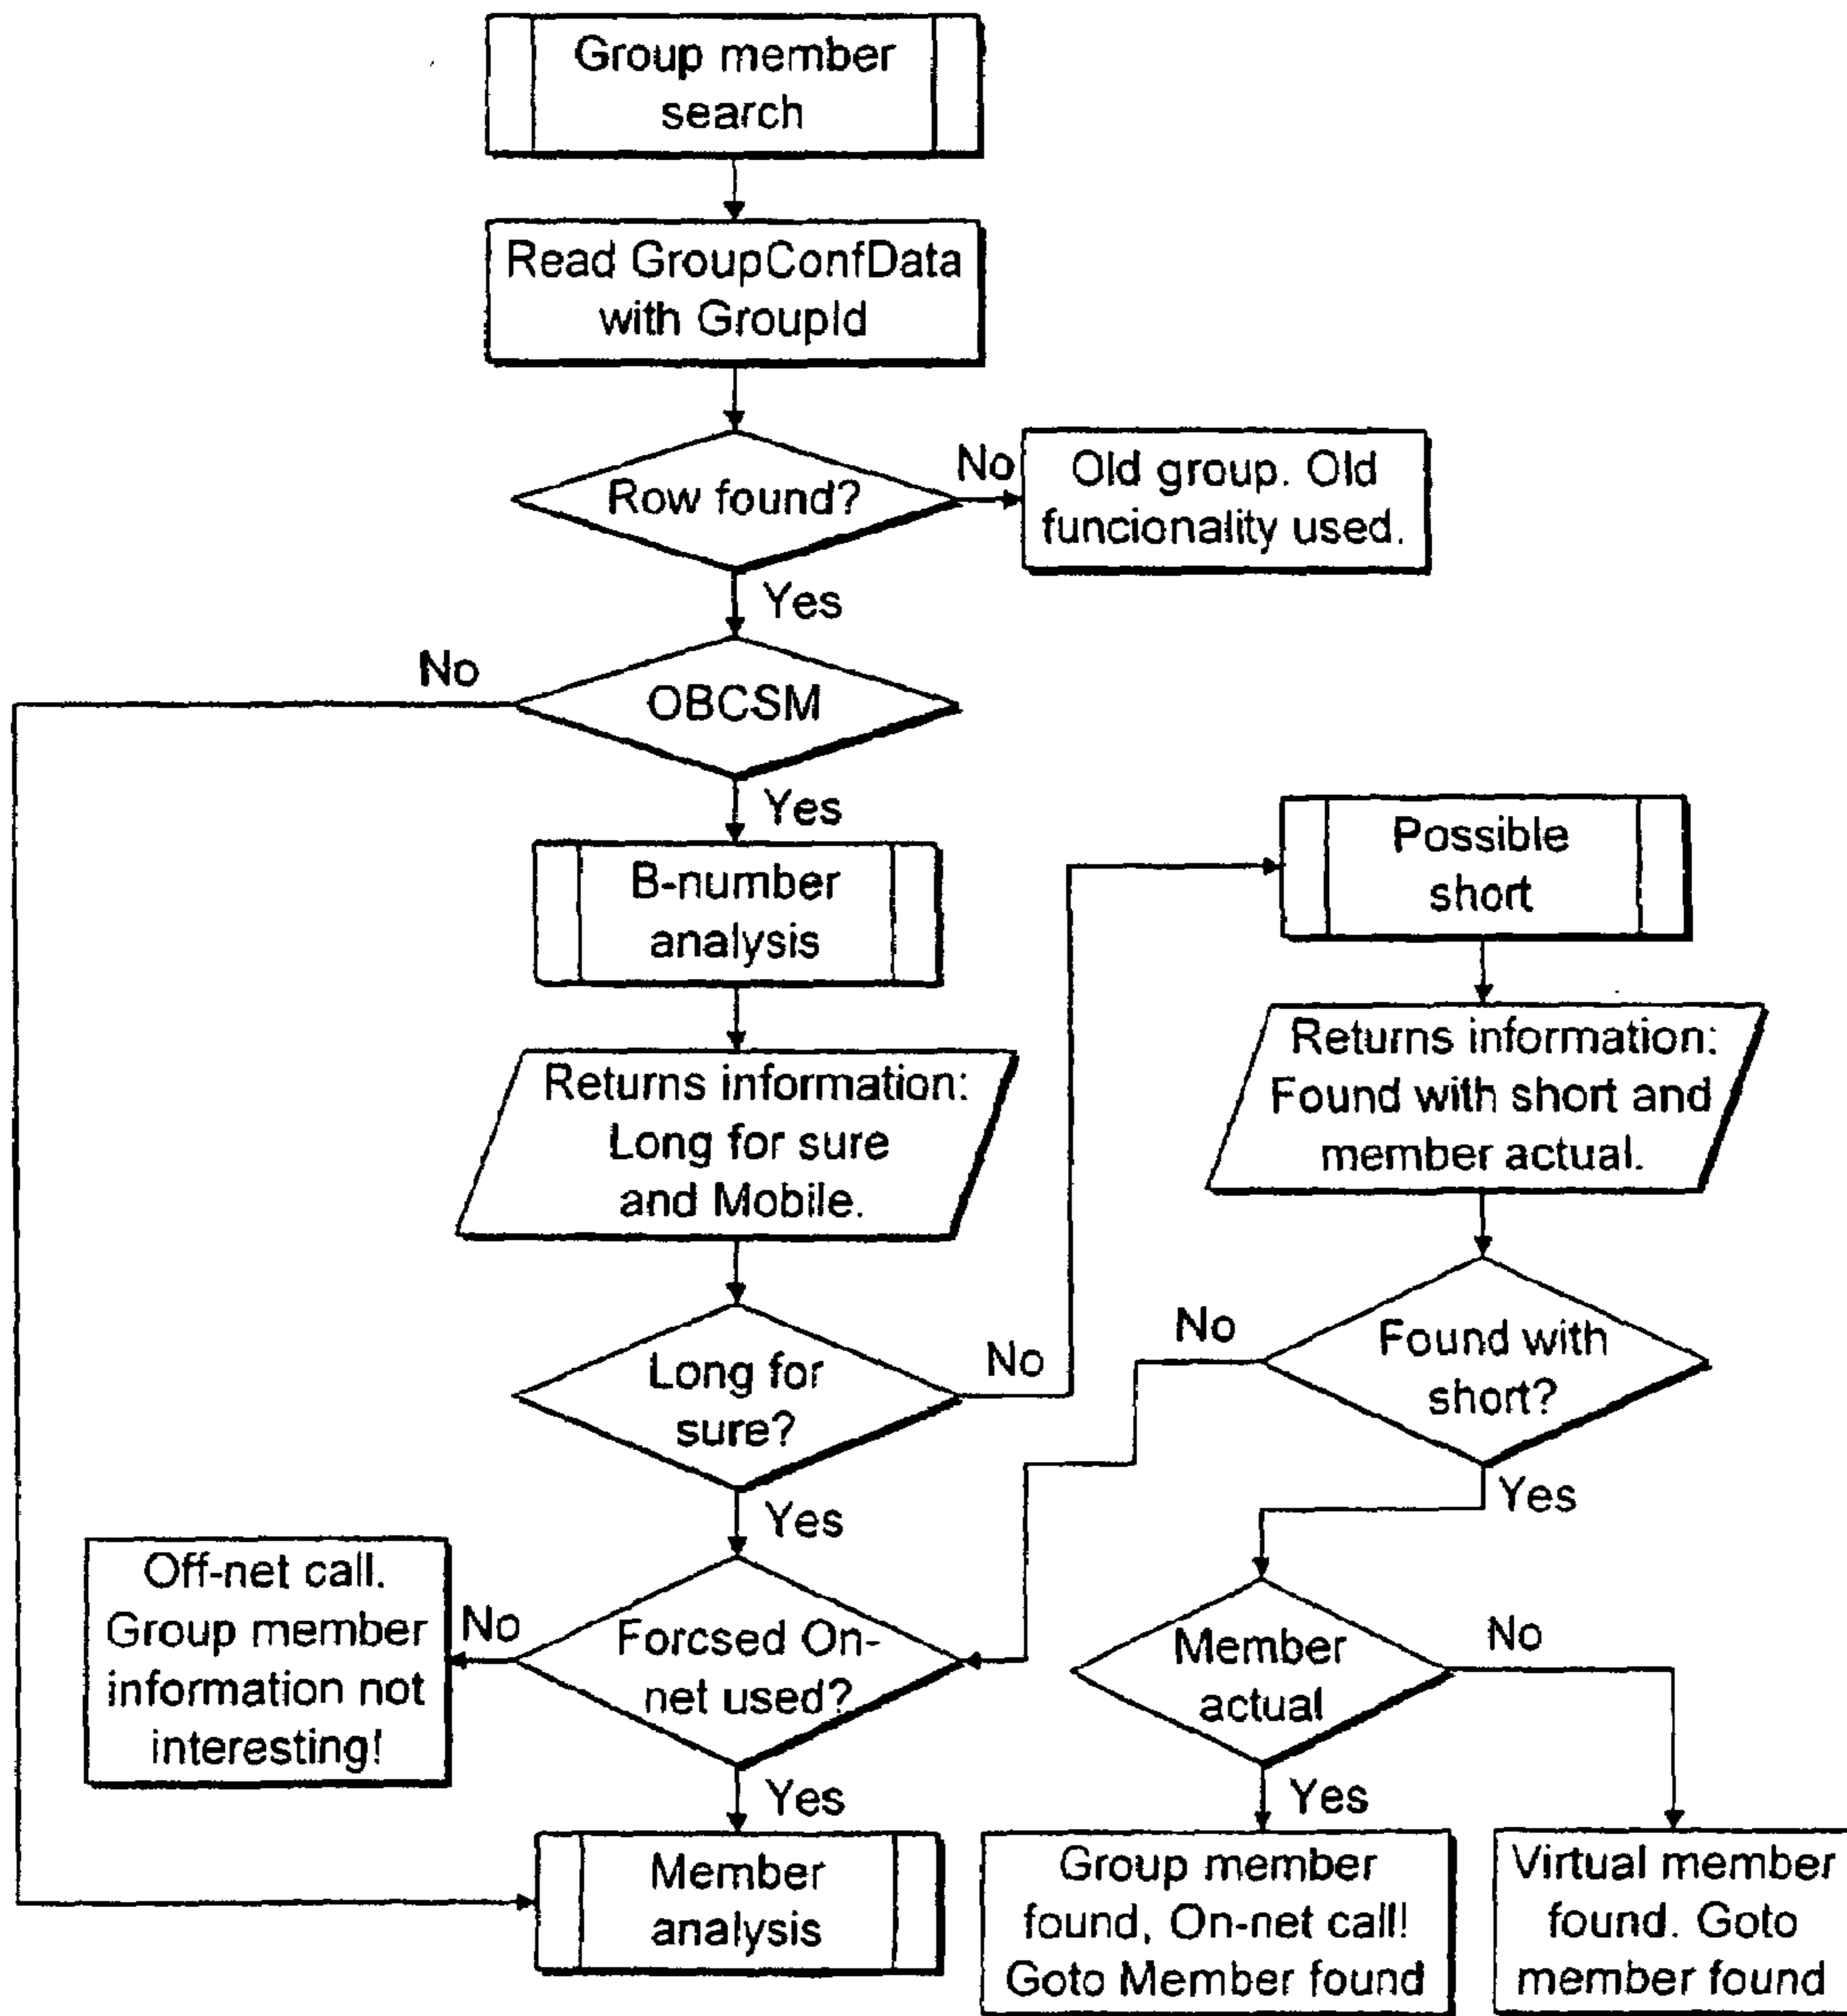 Group member
search
Read GroupConfData
with GroupId
Row found?
No
Old group. Old
funcionality used.
Yes
No
OBCSM
Yes
B-number
analysis
Possible
short
Returns information:
Long for sure
and Mobile.
Returns information:
Found with short and
member actual.
Long for
sure?
No
No
Found with
short?
Yes
Yes
Off-net call.
Group member
information not
interesting!
No
Forcsed On-
net used?
Member
actual
No
Yes
Yes
Member
analysis
Group member
found, On-net call!
Goto Member found
Virtual member
found. Goto
member found